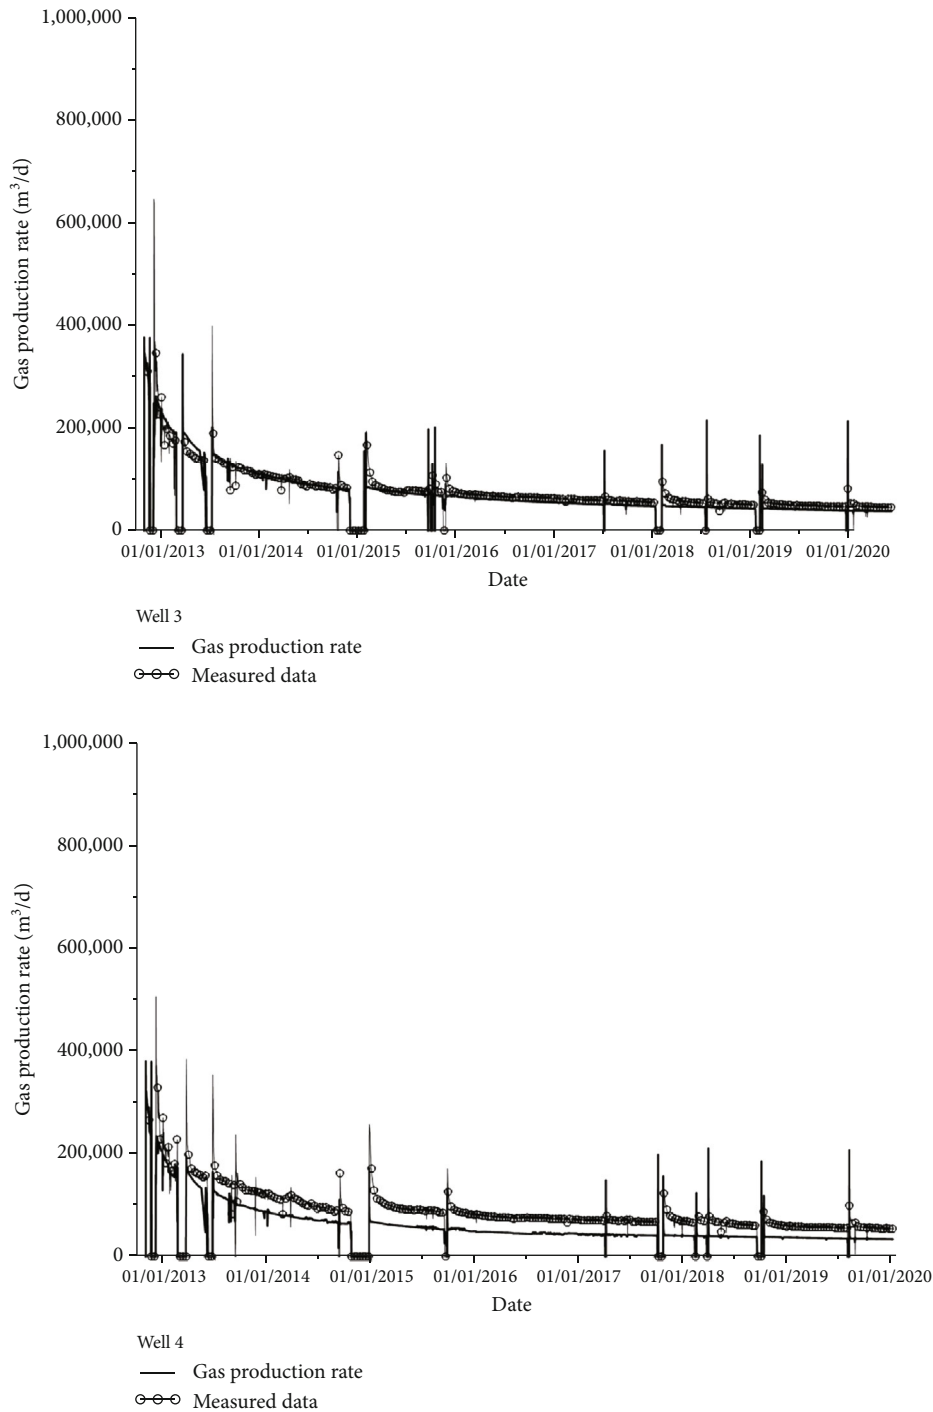 1,000,000
800,000
600,000
400,000
200,000
0
Gas production rate (m³/d)
01/01/2013 01/01/2014 01/01/2015 01/01/2016 01/01/2017 01/01/2018 01/01/2019 01/01/2020
Date
Well 3
Gas production rate
Measured data
1,000,000
800,000
600,000
400,000
200,000
0
Gas production rate (m³/d)
01/01/2013 01/01/2014 01/01/2015 01/01/2016 01/01/2017 01/01/2018 01/01/2019 01/01/2020
Date
Well 4
Gas production rate
Measured data